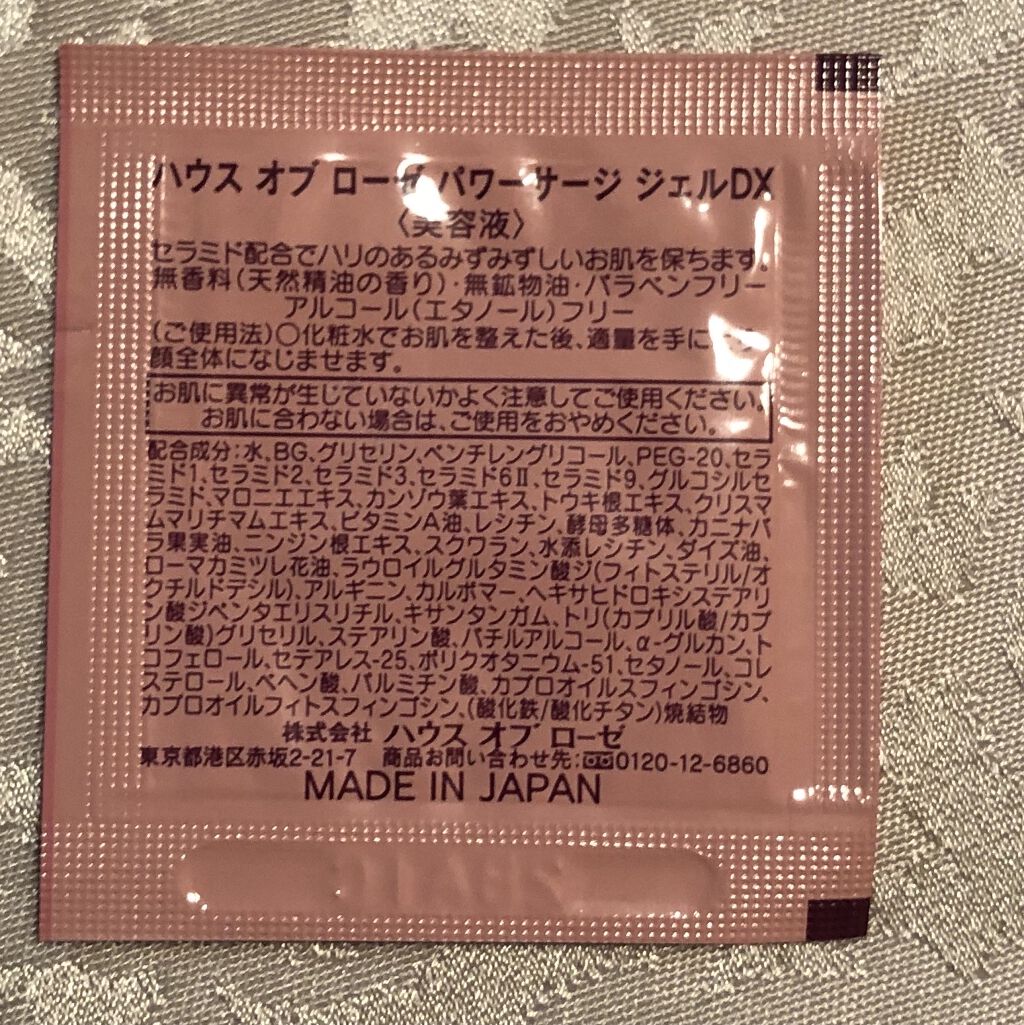 ハウス オブ ローゼ パワーサージ ジェルDX
〈美容液〉
セラミド配合でハリのあるみずみずしいお肌を保ちます。
無香料(天然精油の香り)・無鉱物油・パラベンフリー
アルコール(エタノール)フリー
(ご使用法)○化粧水でお肌を整えた後、適量を手に
顔全体になじませます。
お肌に異常が生じていないかよく注意してご使用ください。
お肌に合わない場合は、ご使用をおやめください。
配合成分:水、BG、グリセリン、ペンチレングリコール、PEG-20、セラ
ミド1、セラミド2、セラミド3、セラミド6Ⅱ、セラミド9、グルコシルセ
ラミド、マロニエエキス、カンゾウ葉エキス、トウキ根エキス、クリスマ
ムマリチマムエキス、ビタミンA油、レシチン、酵母多糖体、カニナバ
ラ果実油、ニンジン根エキス、スクワラン、水添レシチン、ダイズ油、
ローマカミツレ花油、ラウロイルグルタミン酸ジ(フィトステリル/オ
クチルドデシル)、アルギニン、カルボマー、ヘキサヒドロキシステアリ
ン酸ジペンタエリスリチル、キサンタンガム、トリ(カプリル酸/カプ
リン酸)グリセリル、ステアリン酸、バチルアルコール、α-グルカン、ト
コフェロール、セテアレス-25、ポリクオタニウム-51、セタノール、コレ
ステロール、ベヘン酸、パルミチン酸、カプロオイルスフィンゴシン、
カプロオイルフィトスフィンゴシン、(酸化鉄/酸化チタン)焼結物
株式会社 ハウス オブ ローゼ
東京都港区赤坂2-21-7 商品お問い合わせ先:0120-12-6860
MADE IN JAPAN